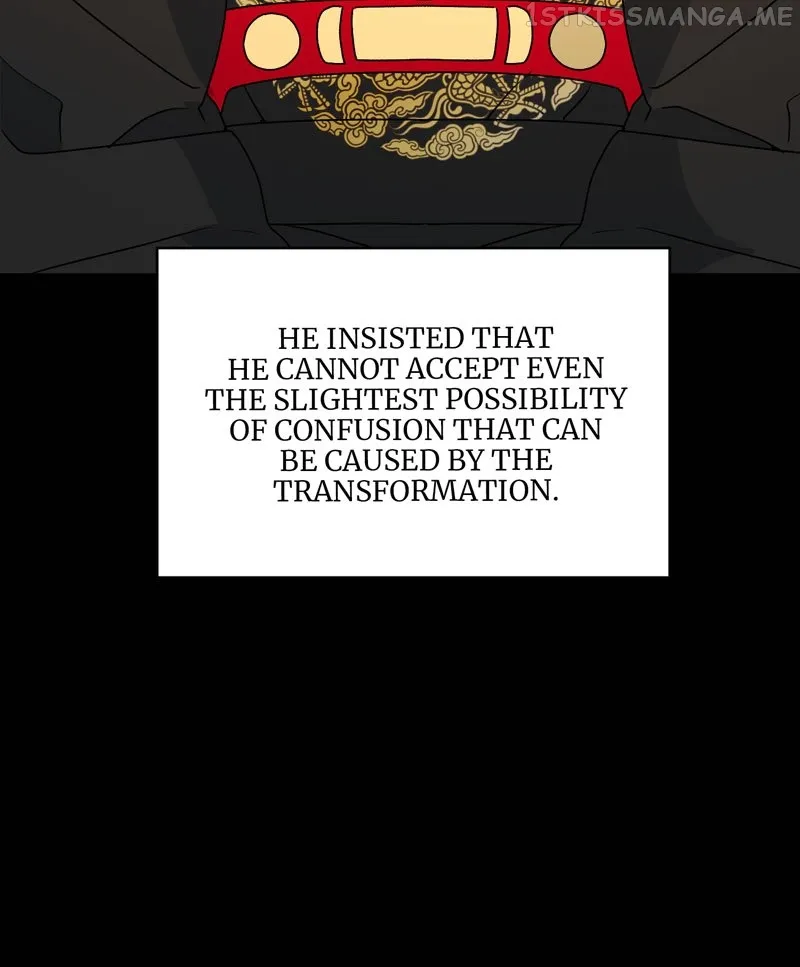 1STKISSMANGA.ME
HE INSISTED THAT
HE CANNOT ACCEPT EVEN
THE SLIGHTEST POSSIBILITY
OF CONFUSION THAT CAN
BE CAUSED BY THE
TRANSFORMATION.